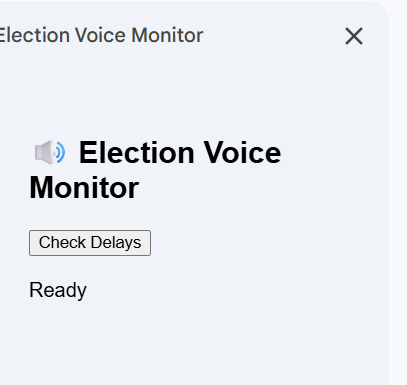 Election Voice Monitor
🔊 Election Voice
Monitor
Check Delays
Ready